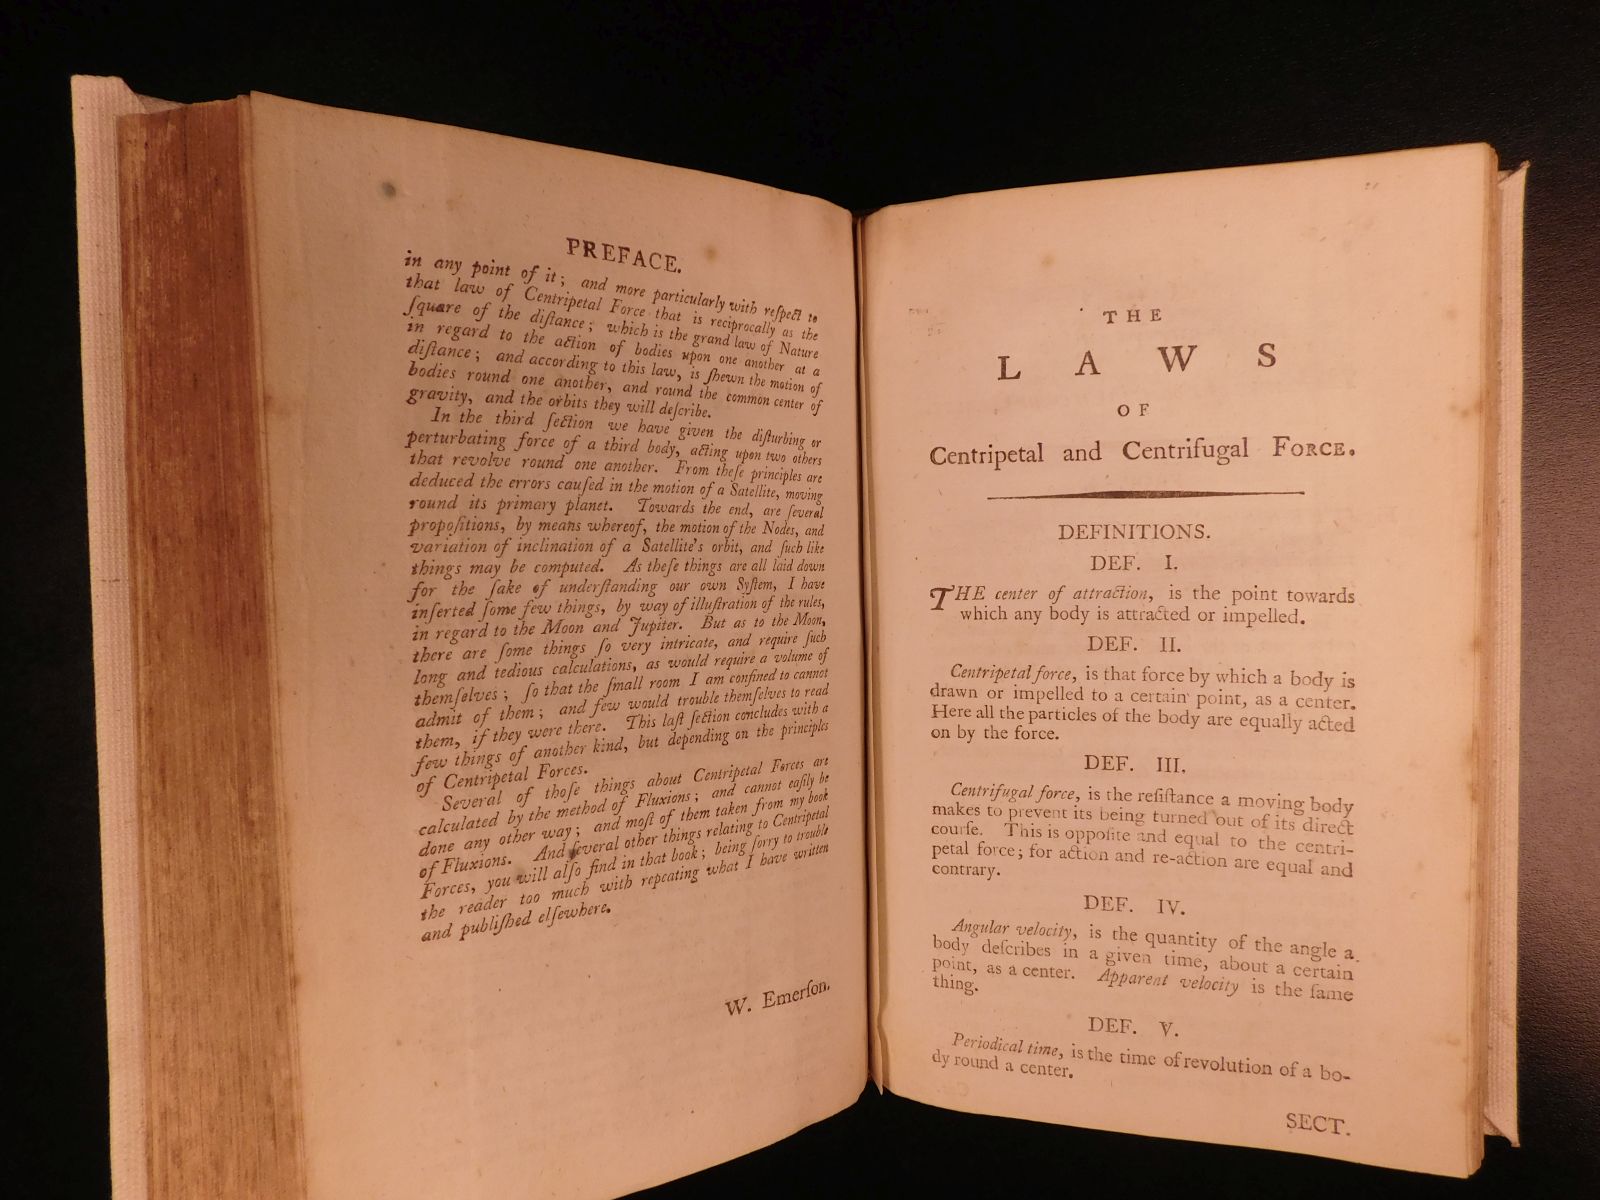 PREFACE.
in any point of it; and more particularly with reſpect to
that law of Centripetal Force that is reciprocally as the
ſquare of the diſtance; which is the grand law of Nature
in regard to the action of bodies upon one another at a
diſtance; and according to this law, is ſhewn the motion of
bodies round one another, and round the common center of
gravity, and the orbits they will deſcribe.
In the third ſection we have given the diſturbing or
perturbating force of a third body, acting upon two others
that revolve round one another. From theſe principles are
deduced the errors cauſed in the motion of a Satellite, moving
round its primary planet. Towards the end, are ſeveral
propoſitions, by means whereof, the motion of the Nodes, and
variation of inclination of a Satellite's orbit, and ſuch like
things may be computed. As theſe things are all laid down
for the ſake of underſtanding our own Syſtem, I have
inſerted ſome few things, by way of illuſtration of the rules,
in regard to the Moon and Jupiter. But as to the Moon,
there are ſome things ſo very intricate, and require ſuch
long and tedious calculations, as would require a volume of
themſelves; ſo that the ſmall room I am confined to cannot
admit of them; and few would trouble themſelves to read
them, if they were there. This laſt ſection concludes with a
few things of another kind, but depending on the principles
of Centripetal Forces.
Several of thoſe things about Centripetal Forces are
calculated by the method of Fluxions; and cannot eaſily be
done any other way; and moſt of them taken from my book
of Fluxions. And ſeveral other things relating to Centripetal
Forces, you will alſo find in that book; being ſorry to trouble
the reader too much with repeating what I have written
and publiſhed elſewhere.
W. Emerſon.
THE
LAWS
OF
Centripetal and Centrifugal FORCE.
DEFINITIONS.
DEF. I.
THE center of attraction, is the point towards
which any body is attracted or impelled.
DEF. II.
Centripetal force, is that force by which a body is
drawn or impelled to a certain point, as a center.
Here all the particles of the body are equally acted
on by the force.
DEF. III.
Centrifugal force, is the reſiſtance a moving body
makes to prevent its being turned out of its direct
courſe. This is oppoſite and equal to the centri-
petal force; for action and re-action are equal and
contrary.
DEF. IV.
Angular velocity, is the quantity of the angle a
body deſcribes in a given time, about a certain
point, as a center. Apparent velocity is the ſame
thing.
DEF. V.
Periodical time, is the time of revolution of a bo-
dy round a center.
SECT.